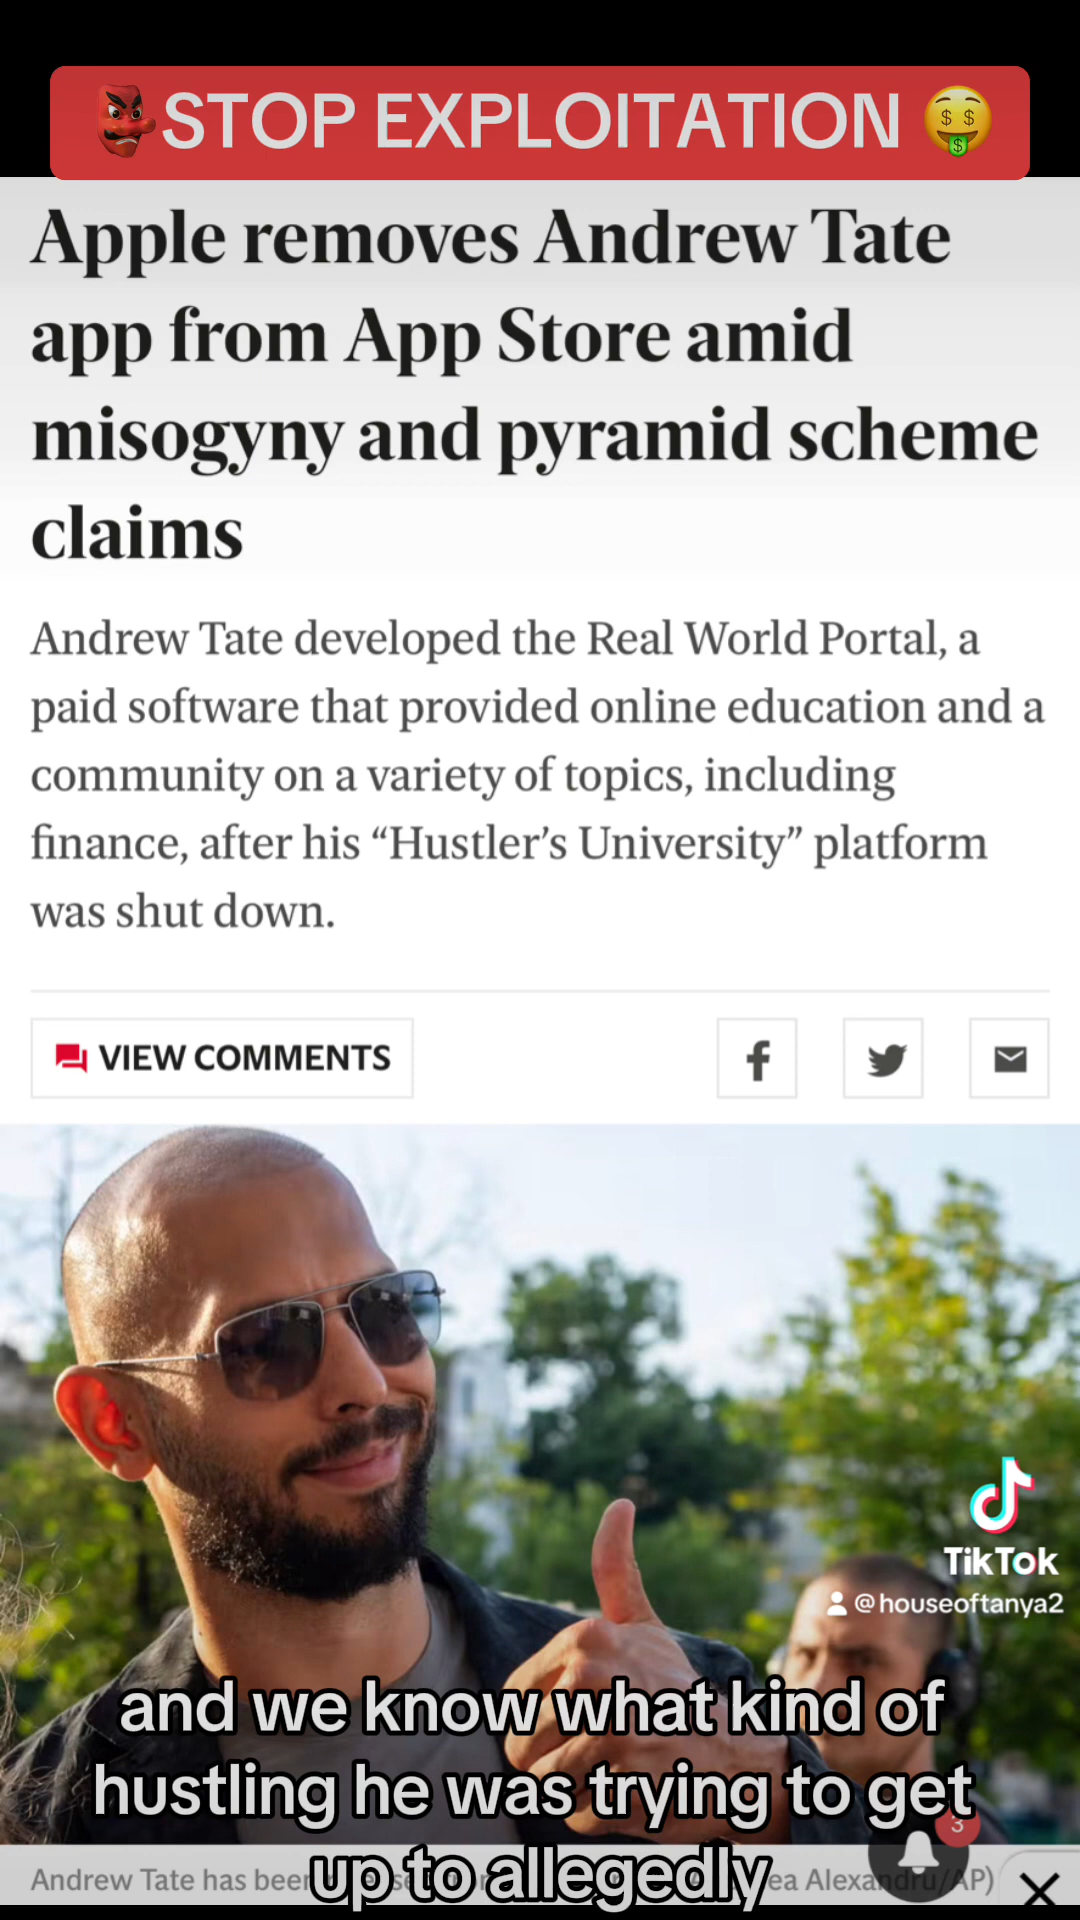 STOP EXPLOITATION
Apple removes Andrew Tate
app from App Store amid
misogyny and pyramid scheme
claims
Andrew Tate developed the Real World Portal, a
paid software that provided online education and a
community on a variety of topics, including
finance, after his “Hustler’s University” platform
was shut down.
VIEW COMMENTS
TikTok
@houseoftanya2
and we know what kind of
hustling he was trying to get
up to allegedly
3
Andrew Tate has been Alexandru/AP)